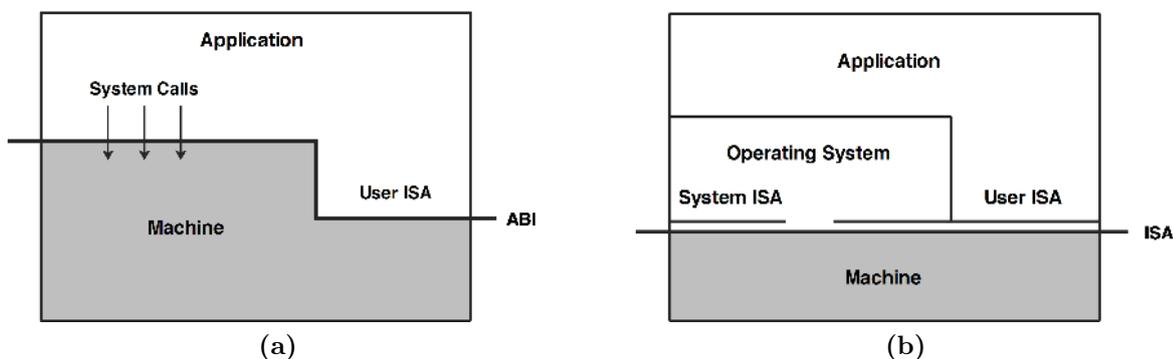 Application
System Calls
User ISA
Machine
ABI
(a)
Application
Operating System
System ISA
User ISA
ISA
Machine
(b)